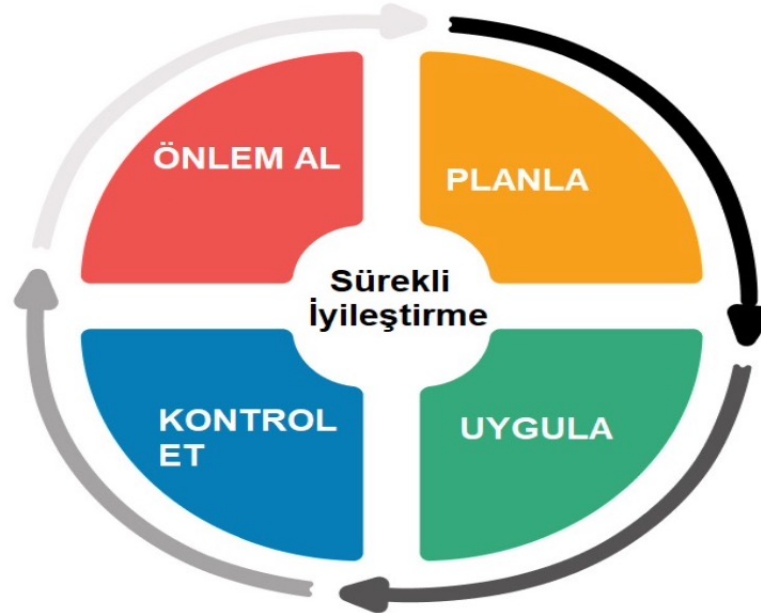 ÖNLEM AL
PLANLA
Sürekli
İyileştirme
KONTROL
ET
UYGULA